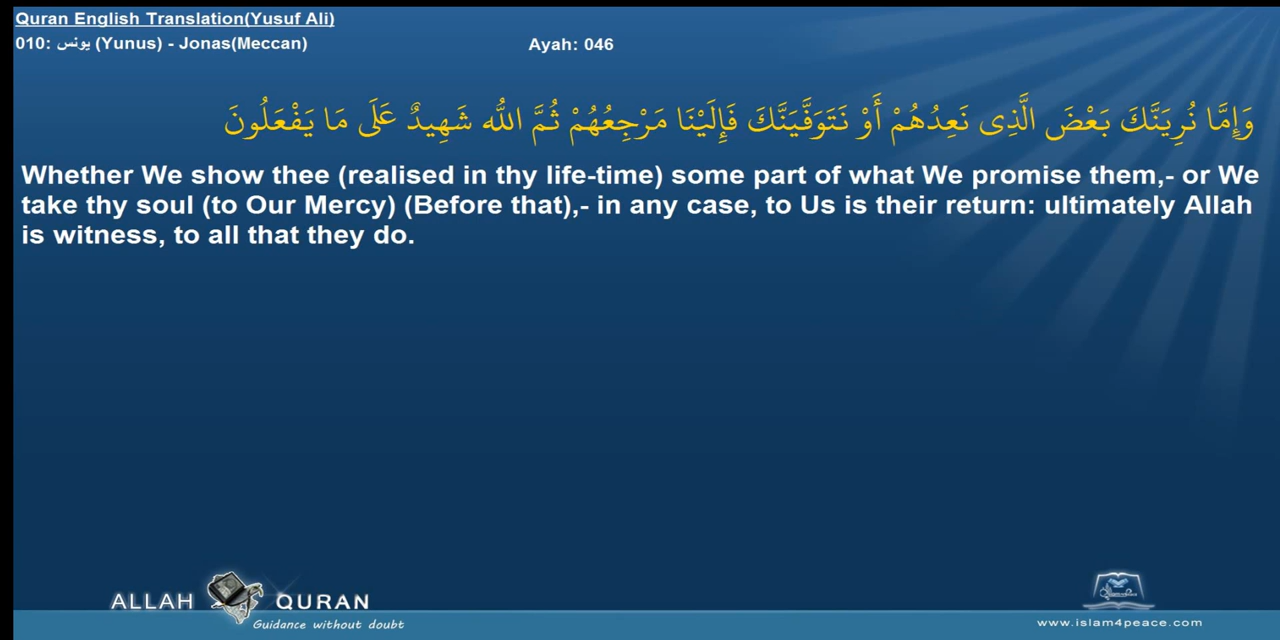 Quran English Translation(Yusuf Ali)
010: يونس (Yunus) - Jonas(Meccan)
Ayah: 046
وَإِمَّا نُرِيَنَّكَ بَعْضَ الَّذِى نَعِدُهُمْ أَوْ نَتَوَفَّيَنَّكَ فَإِلَيْنَا مَرْجِعُهُمْ ثُمَّ اللَّهُ شَهِيدٌ عَلَى مَا يَفْعَلُونَ
Whether We show thee (realised in thy life-time) some part of what We promise them,- or We
take thy soul (to Our Mercy) (Before that),- in any case, to Us is their return: ultimately Allah
is witness, to all that they do.
ALLAH QURAN
Guidance without doubt
www.islam4peace.com